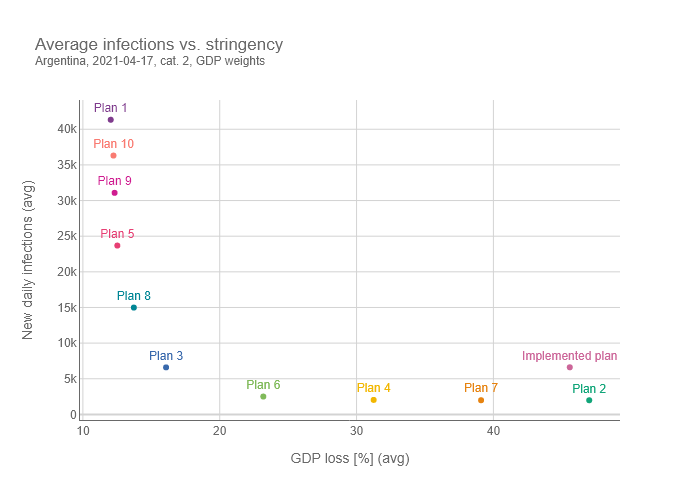 Average infections vs. stringency
Argentina, 2021-04-17, cat. 2, GDP weights
Plan 1
40k
Plan 10
35k
Plan 9
30k
Plan 5
25k
20k
Plan 8
15k
10k
Plan 3
Implemented plan
5k
Plan 6
Plan 4
Plan 7
Plan 2
0
10
20
30
40
New daily infections (avg)
GDP loss [%] (avg)